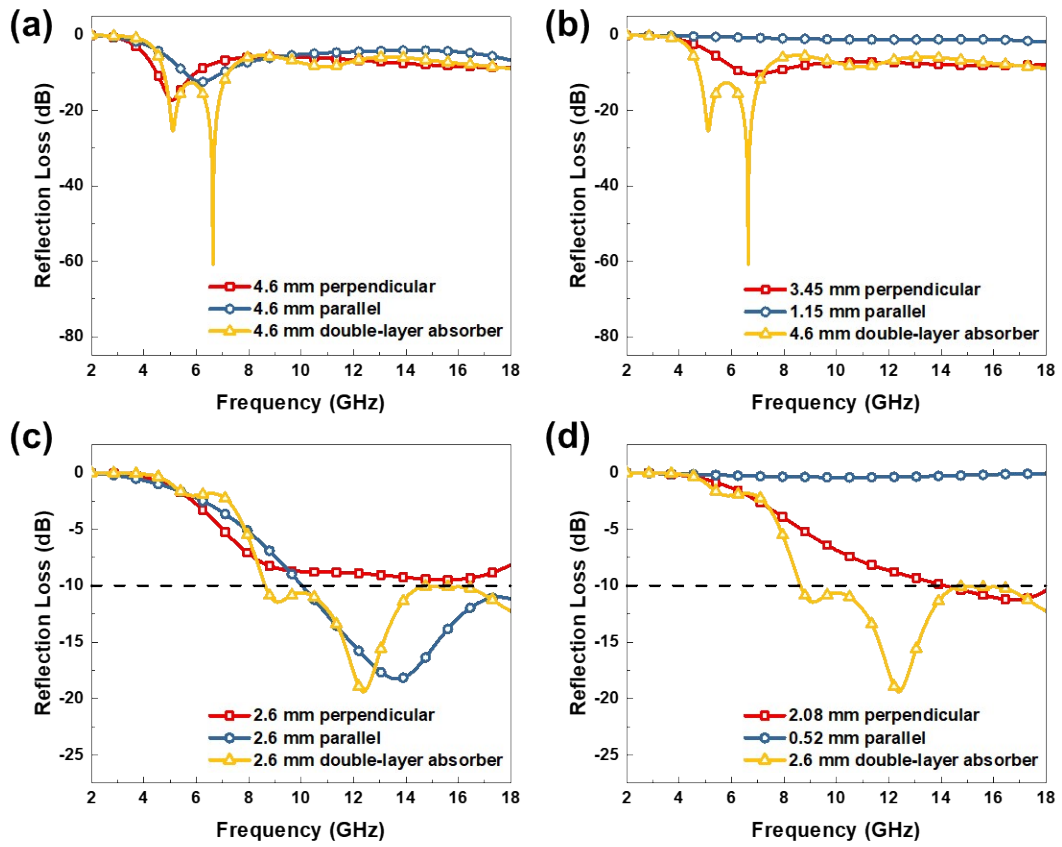 (a)
0
-20
-40
-60
-80
Reflection Loss (dB)
4.6 mm perpendicular
4.6 mm parallel
4.6 mm double-layer absorber
2 4 6 8 10 12 14 16 18
Frequency (GHz)
(b)
0
-20
-40
-60
-80
Reflection Loss (dB)
3.45 mm perpendicular
1.15 mm parallel
4.6 mm double-layer absorber
2 4 6 8 10 12 14 16 18
Frequency (GHz)
(c)
0
-5
-10
-15
-20
-25
Reflection Loss (dB)
2.6 mm perpendicular
2.6 mm parallel
2.6 mm double-layer absorber
2 4 6 8 10 12 14 16 18
Frequency (GHz)
(d)
0
-5
-10
-15
-20
-25
Reflection Loss (dB)
2.08 mm perpendicular
0.52 mm parallel
2.6 mm double-layer absorber
2 4 6 8 10 12 14 16 18
Frequency (GHz)